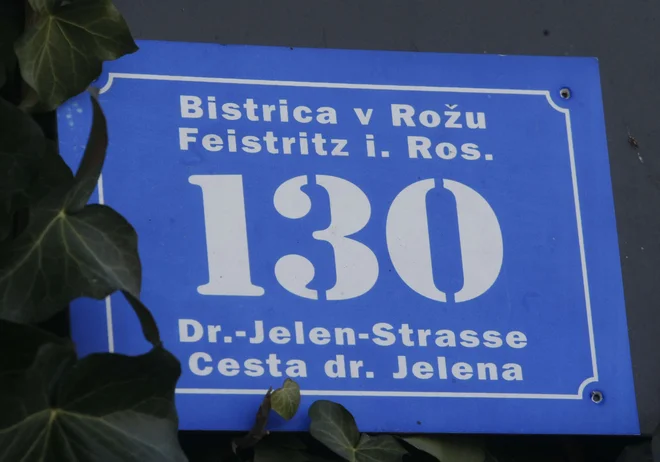 Bistrica v Rožu
Feistritz i. Ros.
130
Dr.-Jelen-Strasse
Cesta dr. Jelena